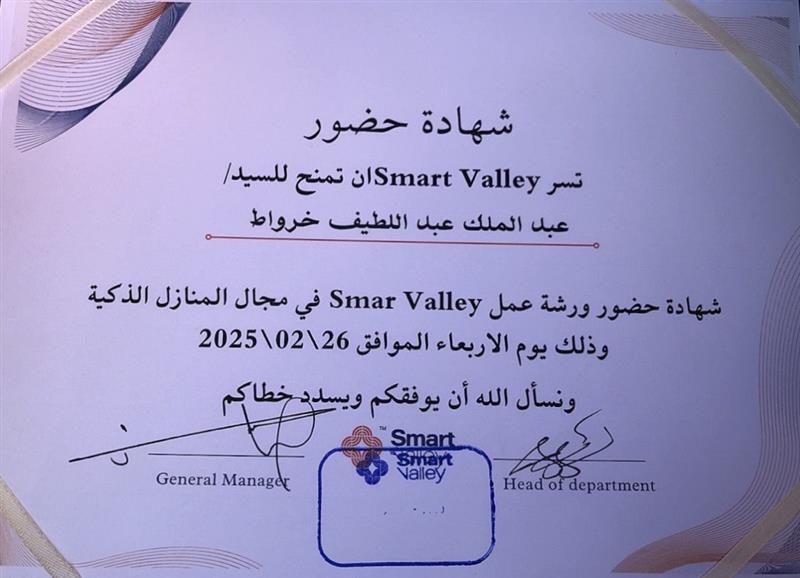 شهادة حضور
تسر Smart Valleyان تمنح للسيد/
عبد الملك عبد اللطيف خرواط
شهادة حضور ورشة عمل Smar Valley في مجال المنازل الذكية
وذلك يوم الاربعاء الموافق 26\02\2025
ونسأل الله أن يوفقكم ويسدد خطاكم
Smart
Valley
TM
Smart
Valley
General Manager
Head of department